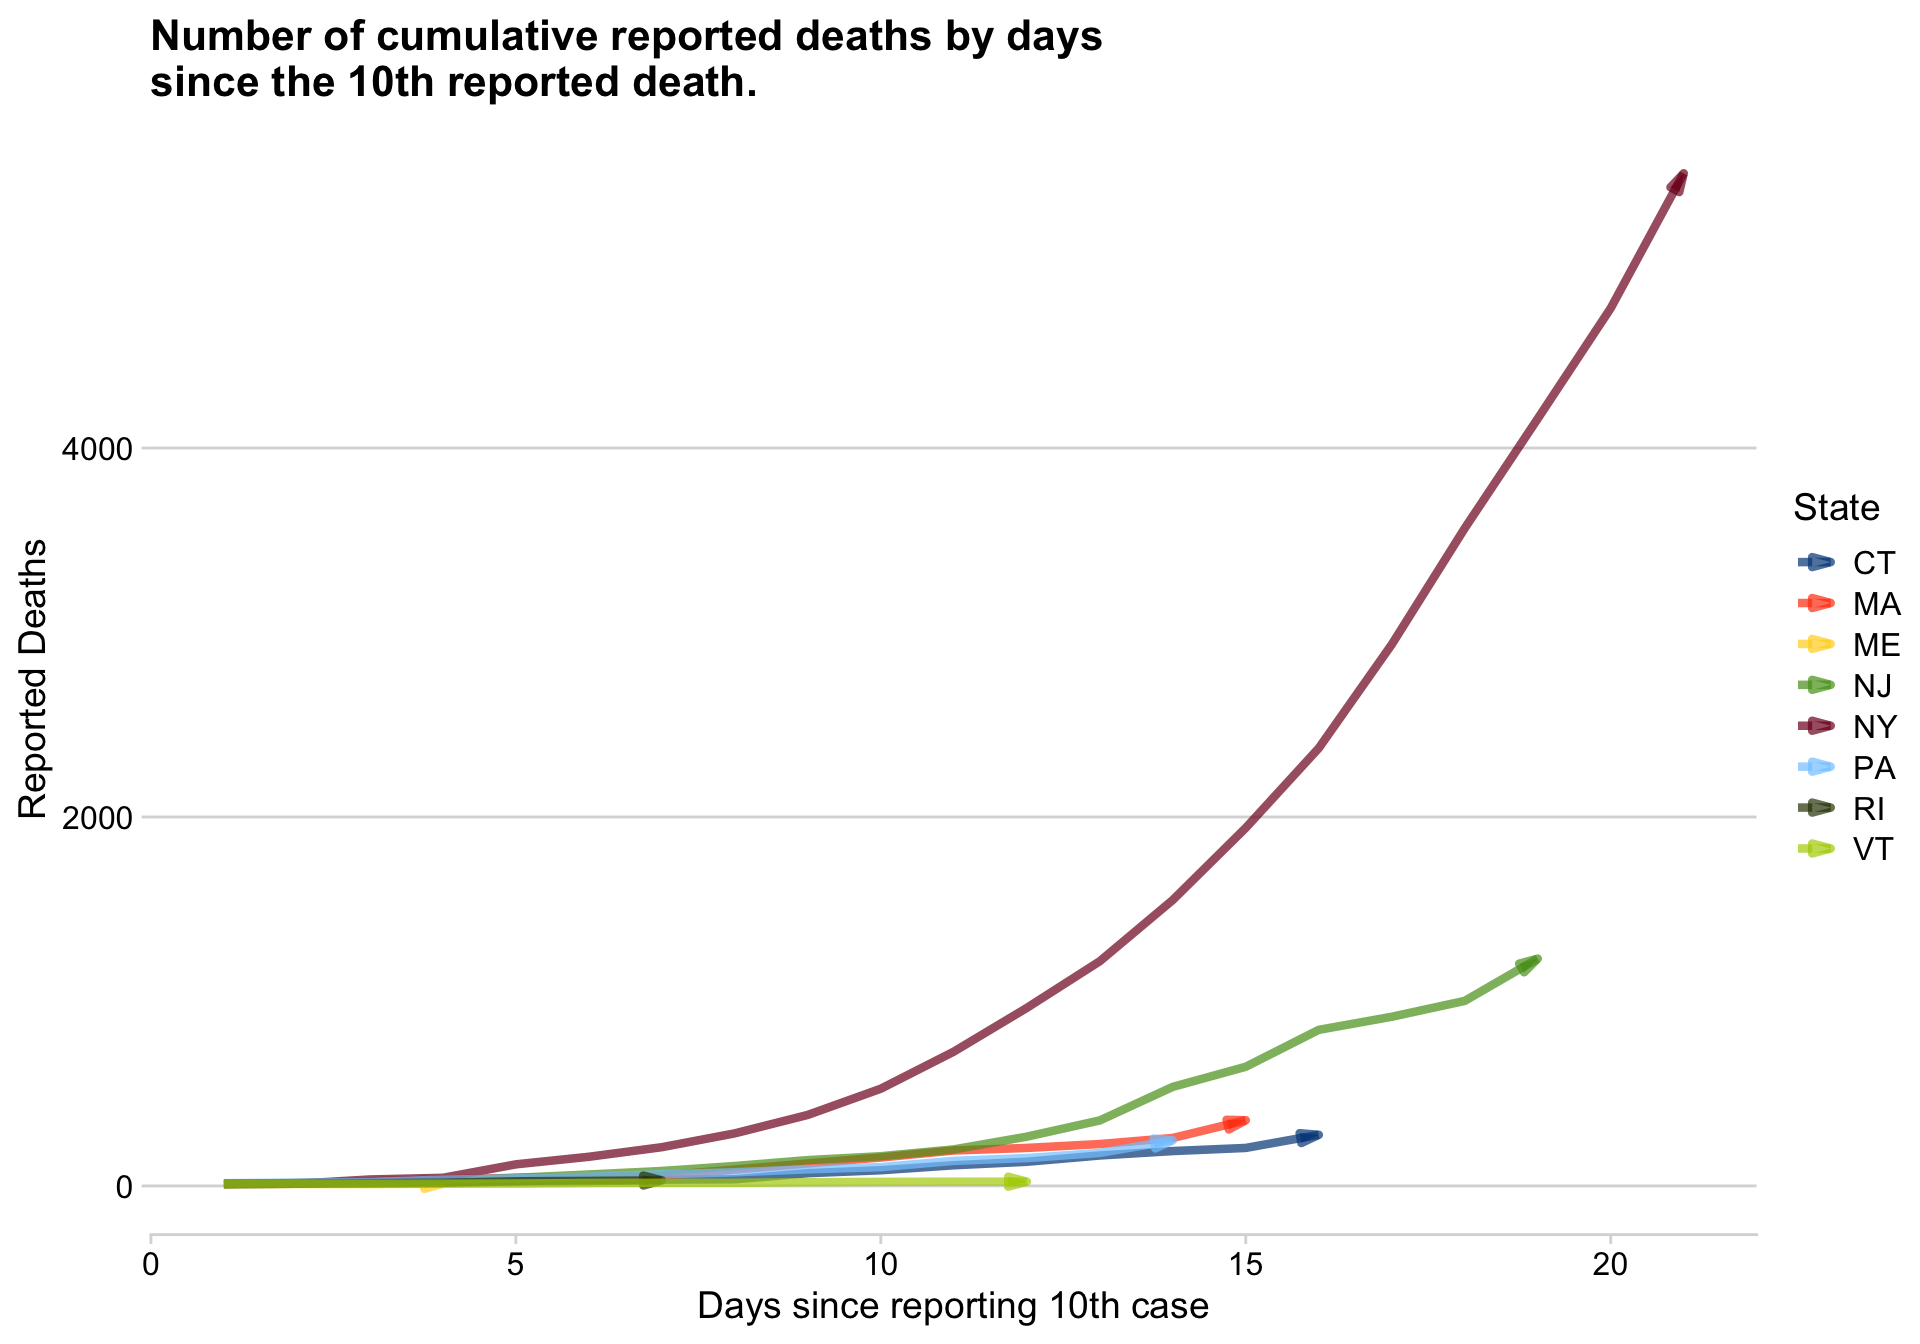 Number of cumulative reported deaths by days
since the 10th reported death.
4000
2000
0
Reported Deaths
0 5 10 15 20
Days since reporting 10th case
State
CT
MA
ME
NJ
NY
PA
RI
VT